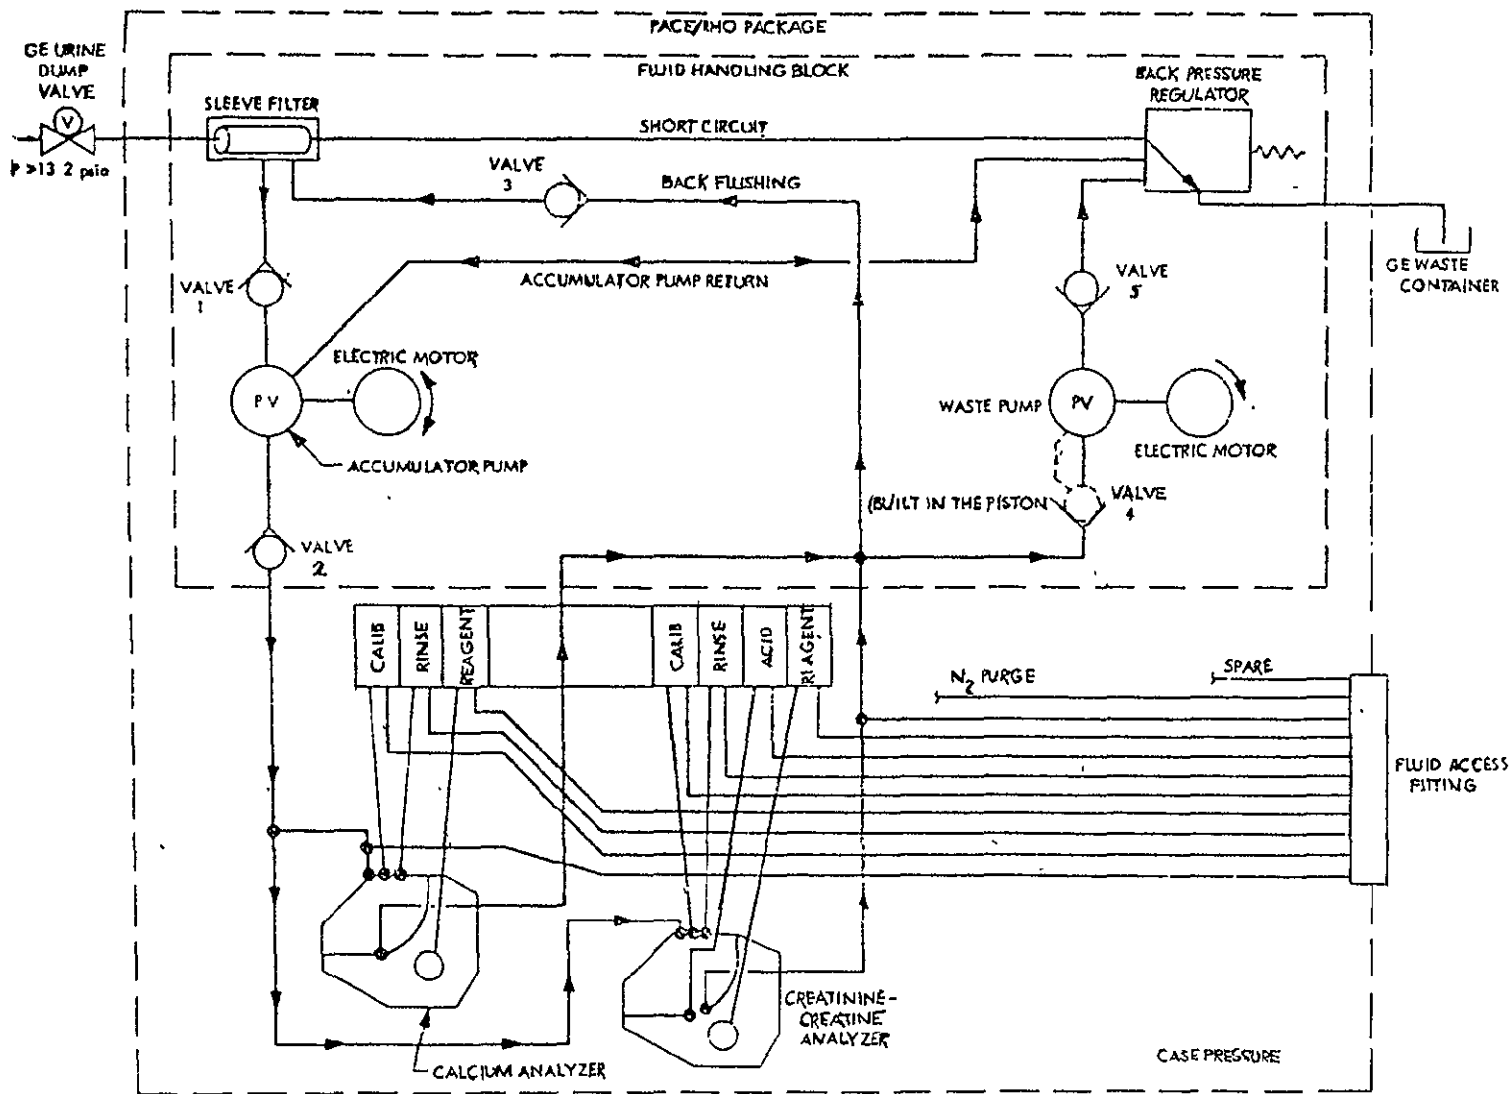 PACE/IHO PACKAGE
GE URINE
DUMP
VALVE
V
P >13 2 psia
FLUID HANDLING BLOCK
SLEEVE FILTER
SHORT CIRCUIT
BACK PRESSURE
REGULATOR
VALVE
3
BACK FLUSHING
GE WASTE
CONTAINER
VALVE
1
ACCUMULATOR PUMP RETURN
VALVE
5
ELECTRIC MOTOR
PV
ACCUMULATOR PUMP
WASTE PUMP
PV
ELECTRIC MOTOR
(BUILT IN THE PISTON
VALVE
4
VALVE
2
CALIB
RINSE
REAGENT
CALIB
RINSE
ACID
REAGENT
N2 PURGE
SPARE
FLUID ACCESS
FITTING
CREATININE-
CREATINE
ANALYZER
CALCIUM ANALYZER
CASE PRESSURE